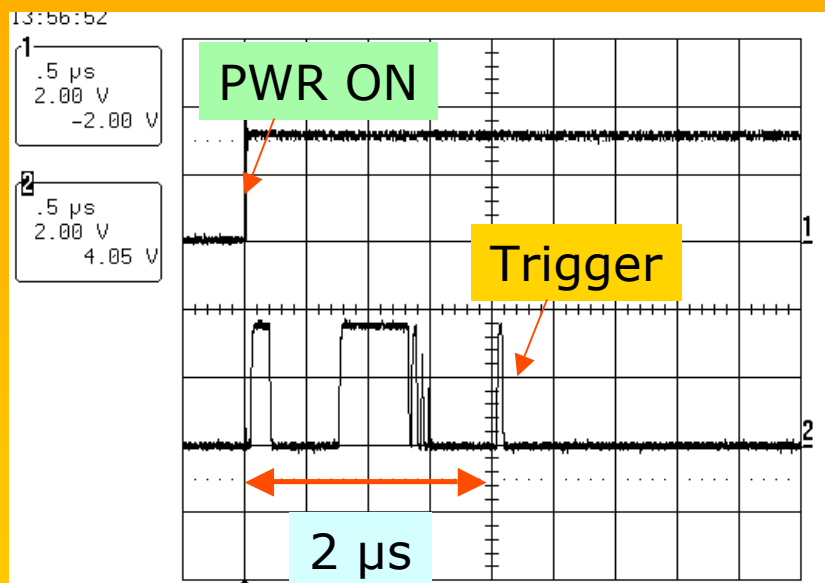 13:56:52
1
.5 µs
2.00 V
-2.00 V
PWR ON
2
.5 µs
2.00 V
4.05 V
1
Trigger
2
2 µs